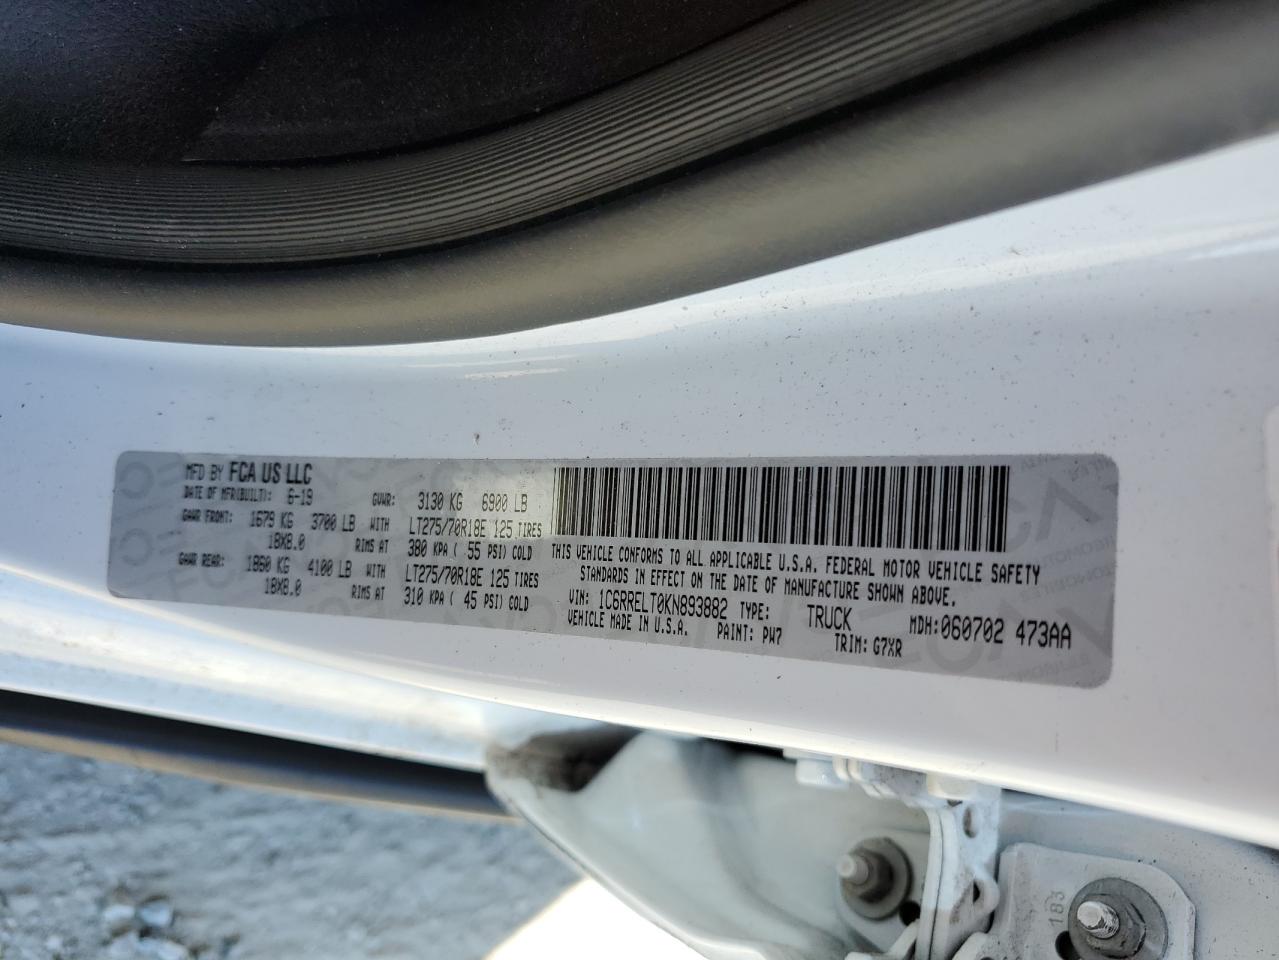 MFD BY FCA US LLC
DATE OF MFR(BUILT): 6-19 GVWR: 3130 KG 6900 LB
GAWR FRONT: 1679 KG 3700 LB WITH LT275/70R18E 125 TIRES
18X8.0 RIMS AT 380 KPA ( 55 PSI) COLD
GAWR REAR: 1860 KG 4100 LB WITH LT275/70R18E 125 TIRES
18X8.0 RIMS AT 310 KPA ( 45 PSI) COLD
THIS VEHICLE CONFORMS TO ALL APPLICABLE U.S.A. FEDERAL MOTOR VEHICLE SAFETY
STANDARDS IN EFFECT ON THE DATE OF MANUFACTURE SHOWN ABOVE.
VIN: 1C6RRELT0KN893882 TYPE: TRUCK MDH:060702 473AA
VEHICLE MADE IN U.S.A. PAINT: PW7 TRIM: G7XR
183